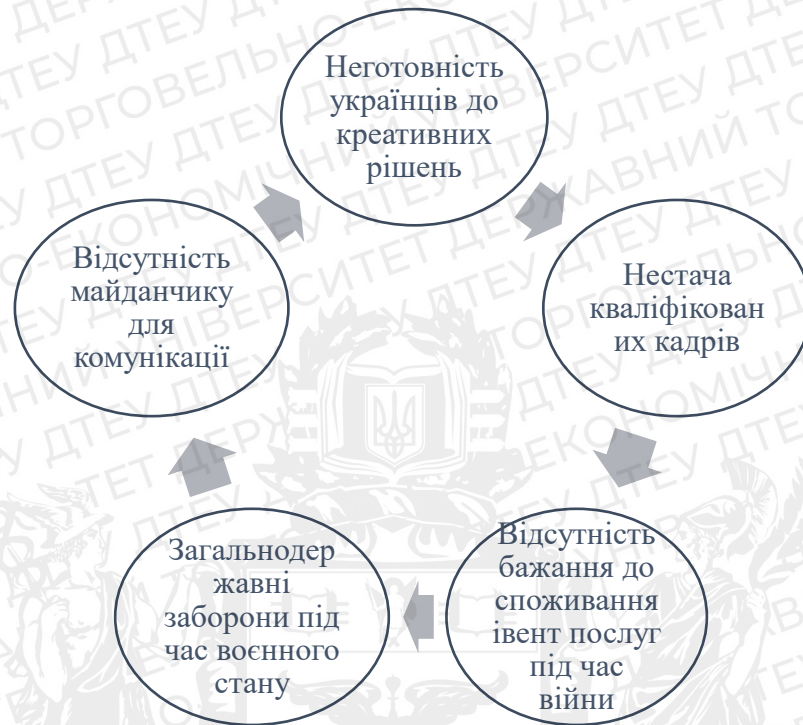 Неготовність
українців до
креативних
рішень
Нестача
кваліфікован
их кадрів
Відсутність
бажання до
споживання
івент послуг
під час
війни
Загальнодер
жавні
заборони під
час воєнного
стану
Відсутність
майданчику
для
комунікації